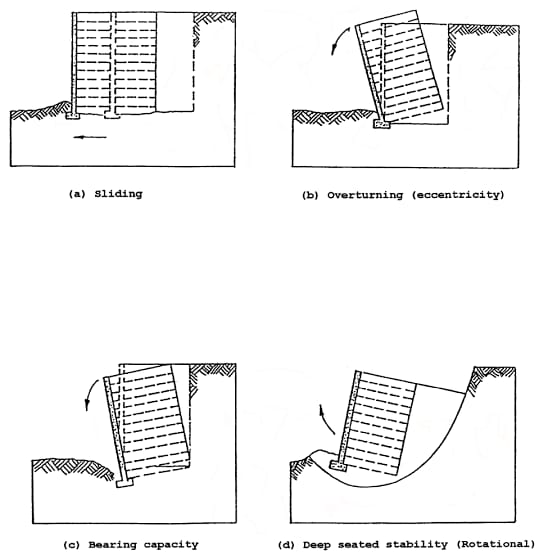 (a) Sliding
(b) Overturning (eccentricity)
(c) Bearing capacity
(d) Deep seated stability (Rotational)